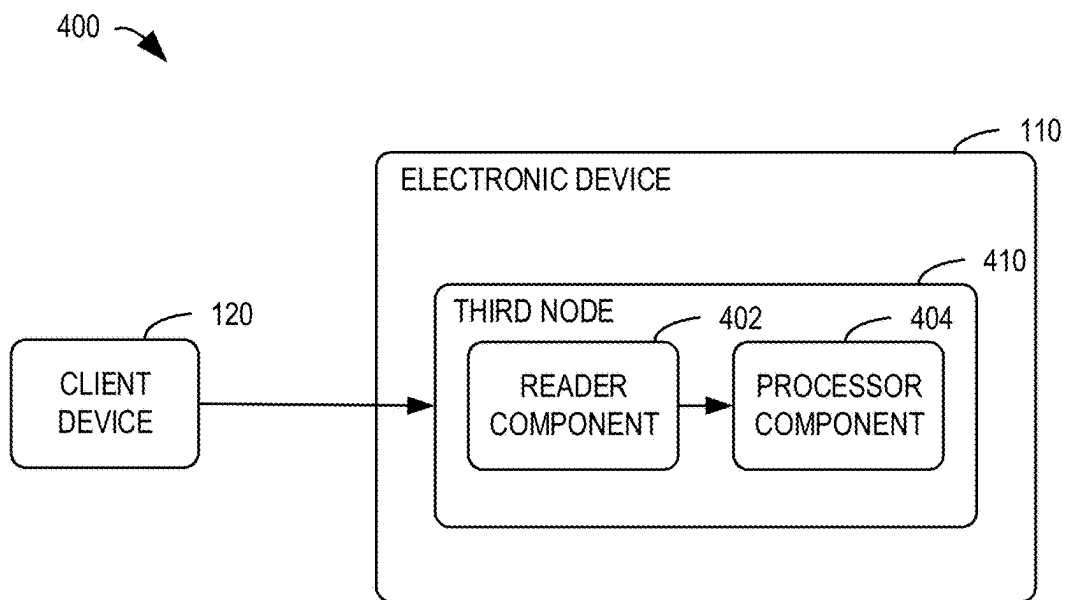 400
110
ELECTRONIC DEVICE
410
THIRD NODE
120
402
404
CLIENT
DEVICE
READER
COMPONENT
PROCESSOR
COMPONENT